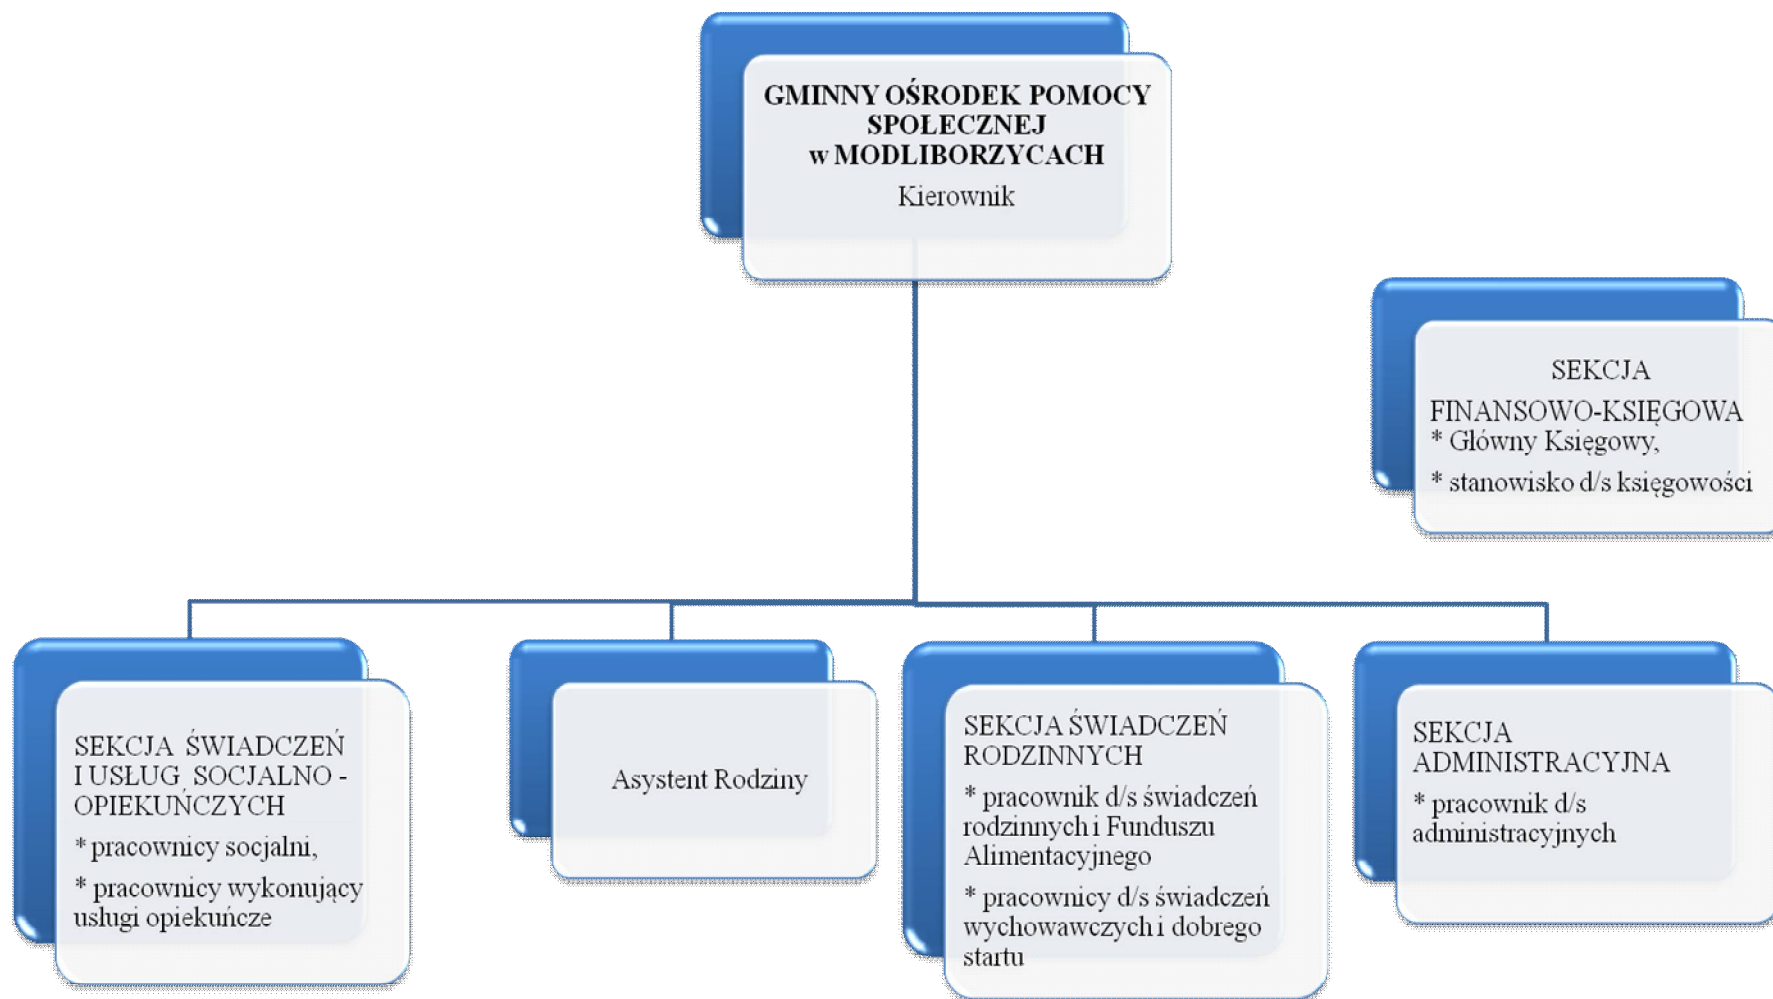 GMINNY OŚRODEK POMOCY
SPOŁECZNEJ
w MODLIBORZYCACH
Kierownik
SEKCJA
FINANSOWO-KSIĘGOWA
* Główny Księgowy,
* stanowisko d/s księgowości
SEKCJA ŚWIADCZEŃ
I USŁUG SOCJALNO -
OPIEKUŃCZYCH
* pracownicy socjalni,
* pracownicy wykonujący
usługi opiekuńcze
Asystent Rodziny
SEKCJA ŚWIADCZEŃ
RODZINNYCH
* pracownik d/s świadczeń
rodzinnych i Funduszu
Alimentacyjnego
* pracownicy d/s świadczeń
wychowawczych i dobrego
startu
SEKCJA
ADMINISTRACYJNA
* pracownik d/s
administracyjnych